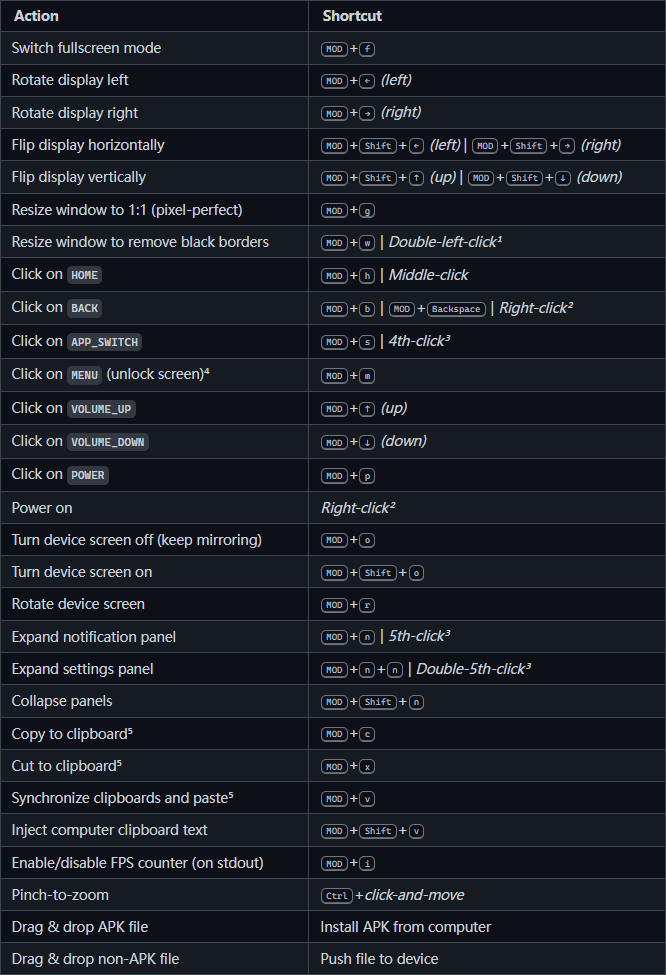 Action Shortcut
Switch fullscreen mode MOD+f
Rotate display left MOD+← (left)
Rotate display right MOD+→ (right)
Flip display horizontally MOD+Shift+← (left) | MOD+Shift+→ (right)
Flip display vertically MOD+Shift+↑ (up) | MOD+Shift+↓ (down)
Resize window to 1:1 (pixel-perfect) MOD+g
Resize window to remove black borders MOD+w | Double-left-click¹
Click on HOME MOD+h | Middle-click
Click on BACK MOD+b | MOD+Backspace | Right-click²
Click on APP_SWITCH MOD+s | 4th-click³
Click on MENU (unlock screen)⁴ MOD+m
Click on VOLUME_UP MOD+↑ (up)
Click on VOLUME_DOWN MOD+↓ (down)
Click on POWER MOD+p
Power on Right-click²
Turn device screen off (keep mirroring) MOD+o
Turn device screen on MOD+Shift+o
Rotate device screen MOD+r
Expand notification panel MOD+n | 5th-click³
Expand settings panel MOD+n+n | Double-5th-click³
Collapse panels MOD+Shift+n
Copy to clipboard⁵ MOD+c
Cut to clipboard⁵ MOD+x
Synchronize clipboards and paste⁵ MOD+v
Inject computer clipboard text MOD+Shift+v
Enable/disable FPS counter (on stdout) MOD+i
Pinch-to-zoom Ctrl+click-and-move
Drag & drop APK file Install APK from computer
Drag & drop non-APK file Push file to device